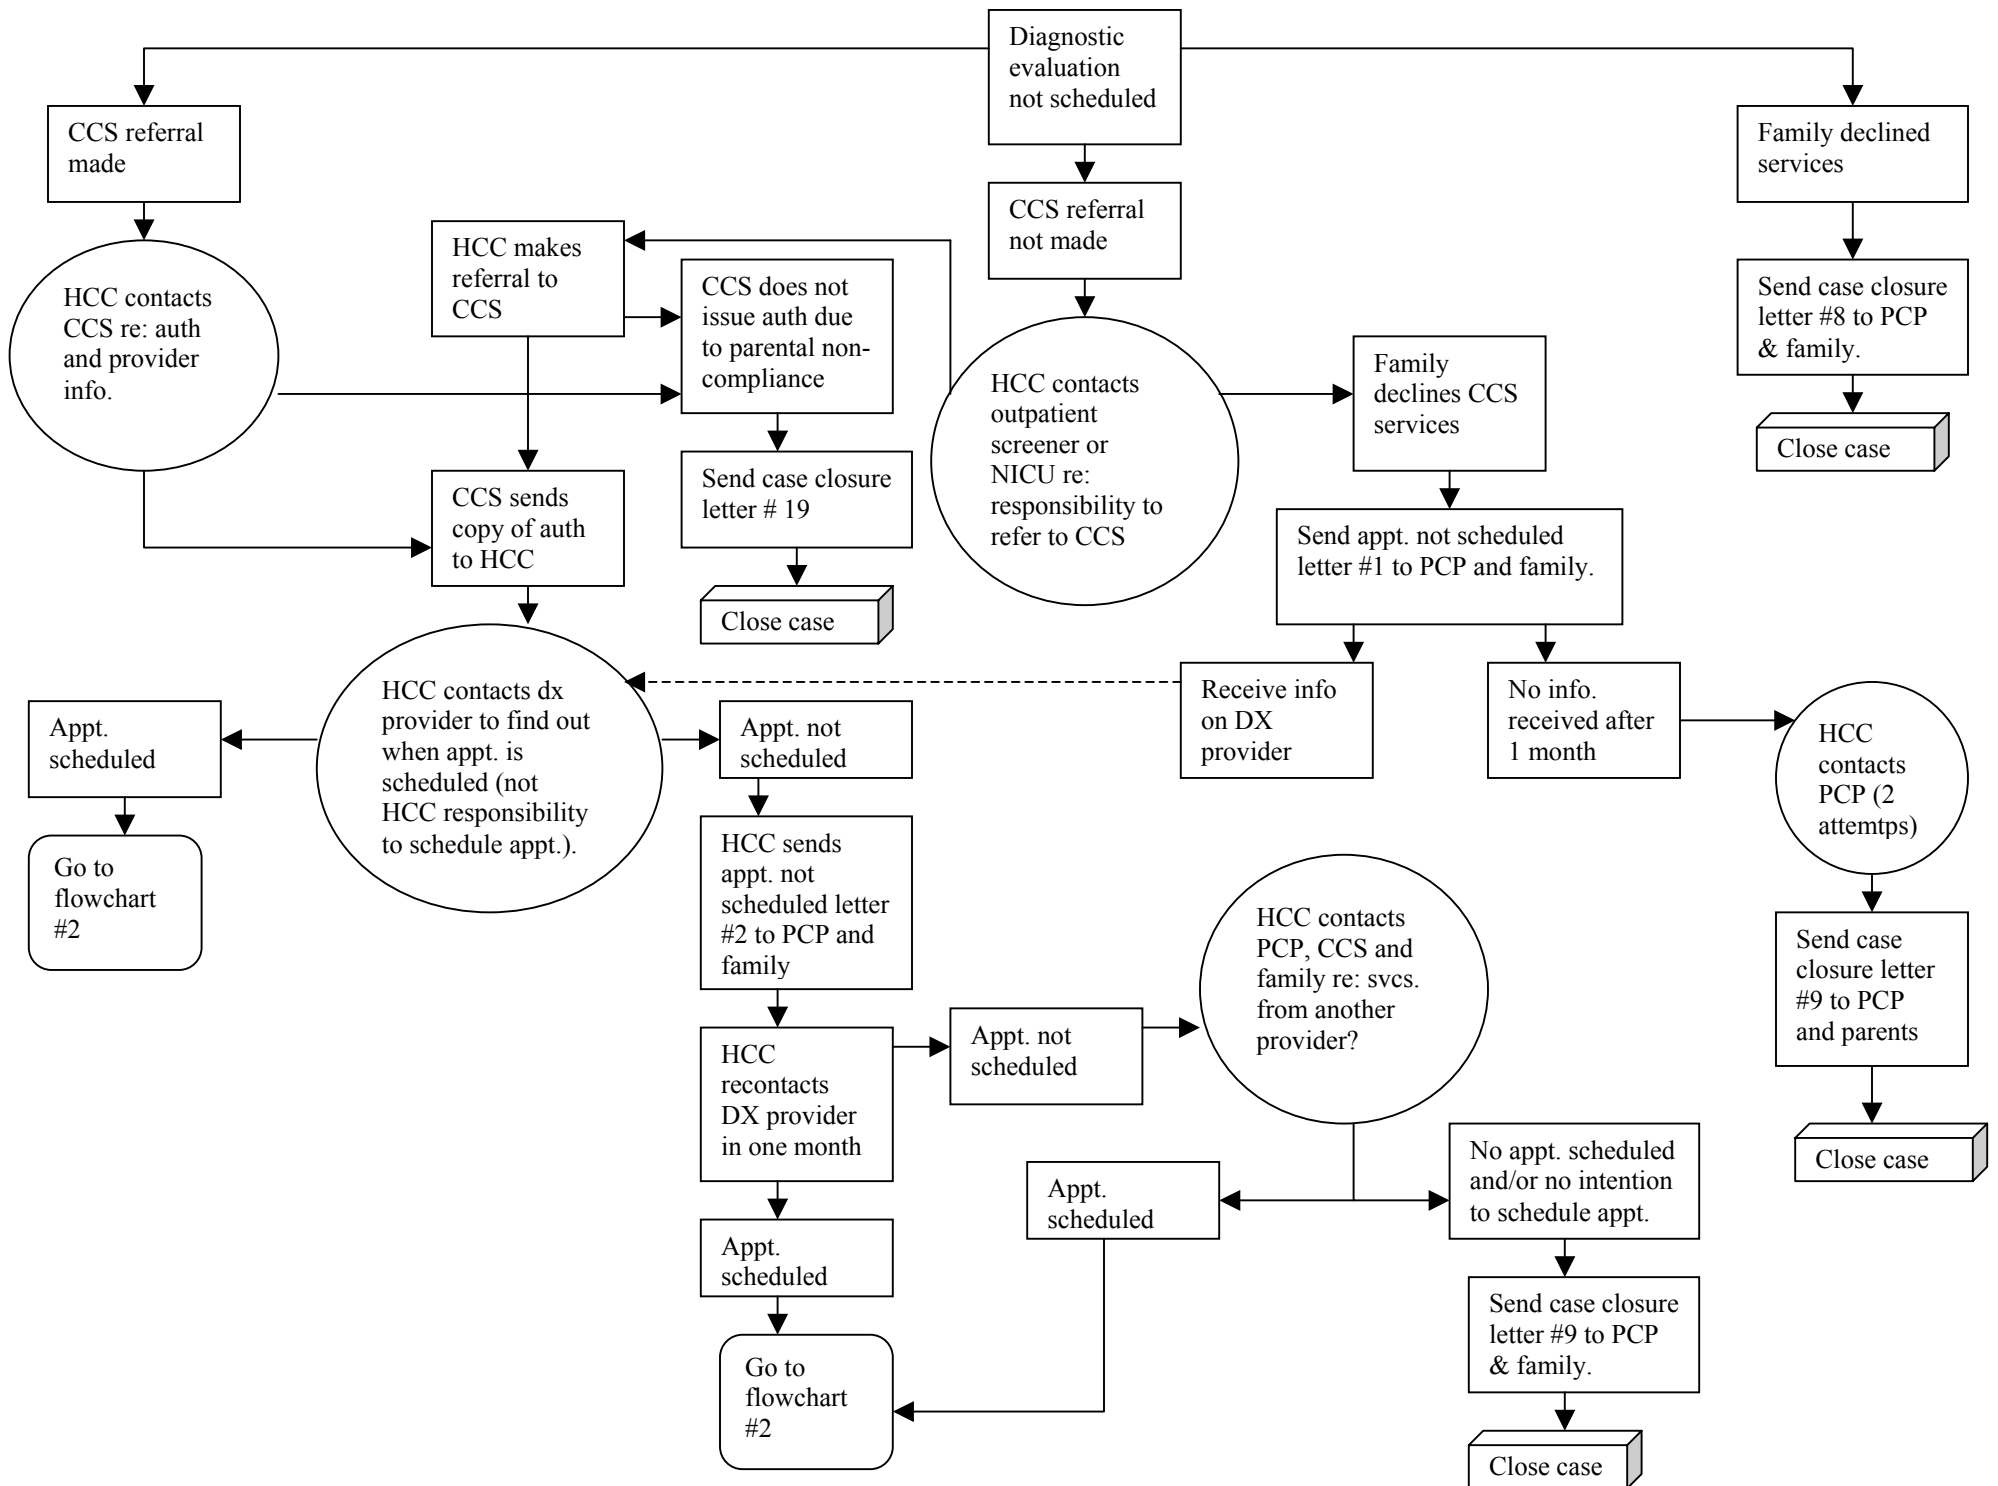 Diagnostic
evaluation
not scheduled
CCS referral
made
Family declined
services
CCS referral
not made
HCC makes
referral to
CCS
CCS does not
issue auth due
to parental non-
compliance
HCC contacts
CCS re: auth
and provider
info.
Send case closure
letter #8 to PCP
& family.
HCC contacts
outpatient
screener or
NICU re:
responsibility to
refer to CCS
Family
declines CCS
services
Close case
Send case closure
letter # 19
CCS sends
copy of auth
to HCC
Send appt. not scheduled
letter #1 to PCP and family.
Close case
HCC contacts dx
provider to find out
when appt. is
scheduled (not
HCC responsibility
to schedule appt.).
Appt.
scheduled
Appt. not
scheduled
Receive info
on DX
provider
No info.
received after
1 month
HCC
contacts
PCP (2
attemtps)
Go to
flowchart
#2
HCC sends
appt. not
scheduled letter
#2 to PCP and
family
HCC contacts
PCP, CCS and
family re: svcs.
from another
provider?
Send case
closure letter
#9 to PCP
and parents
HCC
recontacts
DX provider
in one month
Appt. not
scheduled
Close case
Appt.
scheduled
No appt. scheduled
and/or no intention
to schedule appt.
Appt.
scheduled
Send case closure
letter #9 to PCP
& family.
Go to
flowchart
#2
Close case